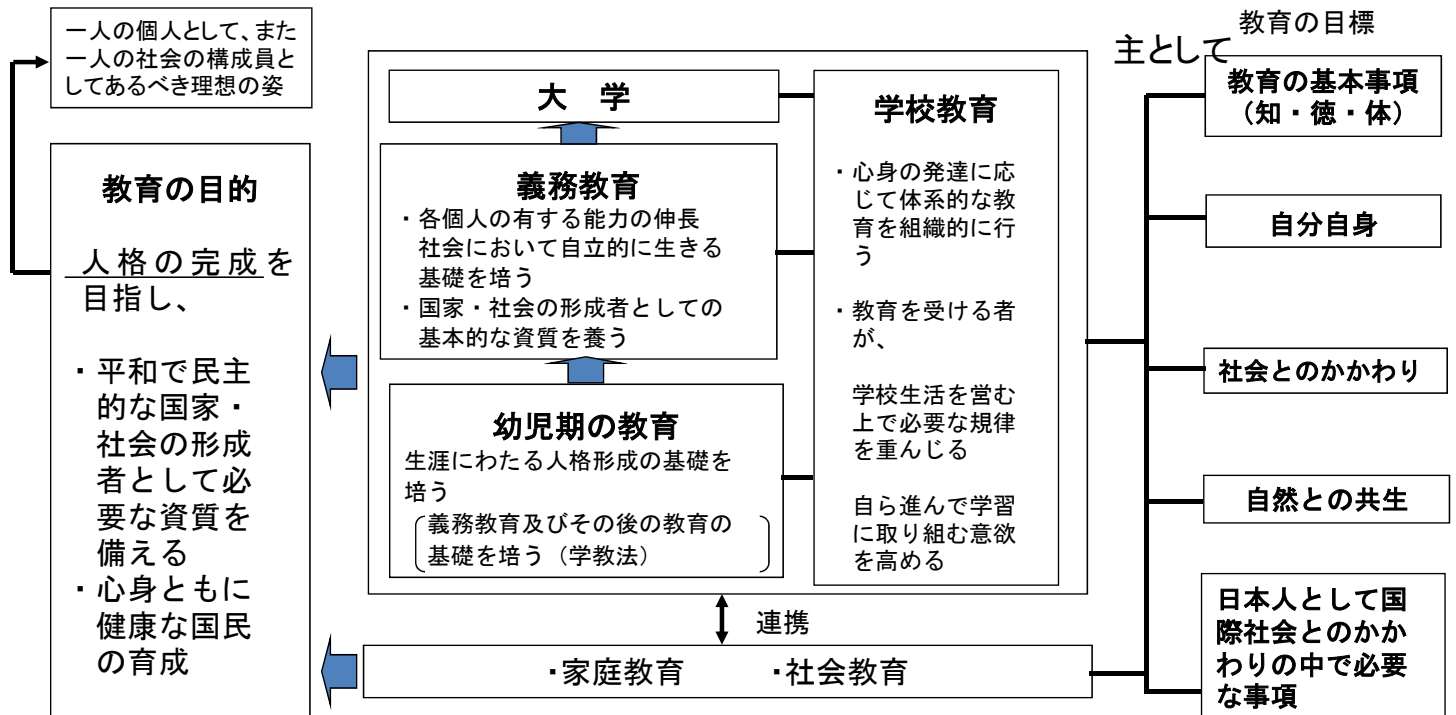 一人の個人として、また
一人の社会の構成員と
してあるべき理想の姿
教育の目的
人格の完成を
目指し、
・平和で民主
的な国家・
社会の形成
者として必
要な資質を
備える
・心身ともに
健康な国民
の育成
大 学
義務教育
・各個人の有する能力の伸長
社会において自立的に生きる
基礎を培う
・国家・社会の形成者としての
基本的な資質を養う
幼児期の教育
生涯にわたる人格形成の基礎を
培う
義務教育及びその後の教育の
基礎を培う（学教法）
学校教育
・心身の発達に応
じて体系的な教
育を組織的に行
う
・教育を受ける者
が、
学校生活を営む
上で必要な規律
を重んじる
自ら進んで学習
に取り組む意欲
を高める
連携
・家庭教育 ・社会教育
教育の目標
主として
教育の基本事項
（知・徳・体）
自分自身
社会とのかかわり
自然との共生
日本人として国
際社会とのかか
わりの中で必要
な事項